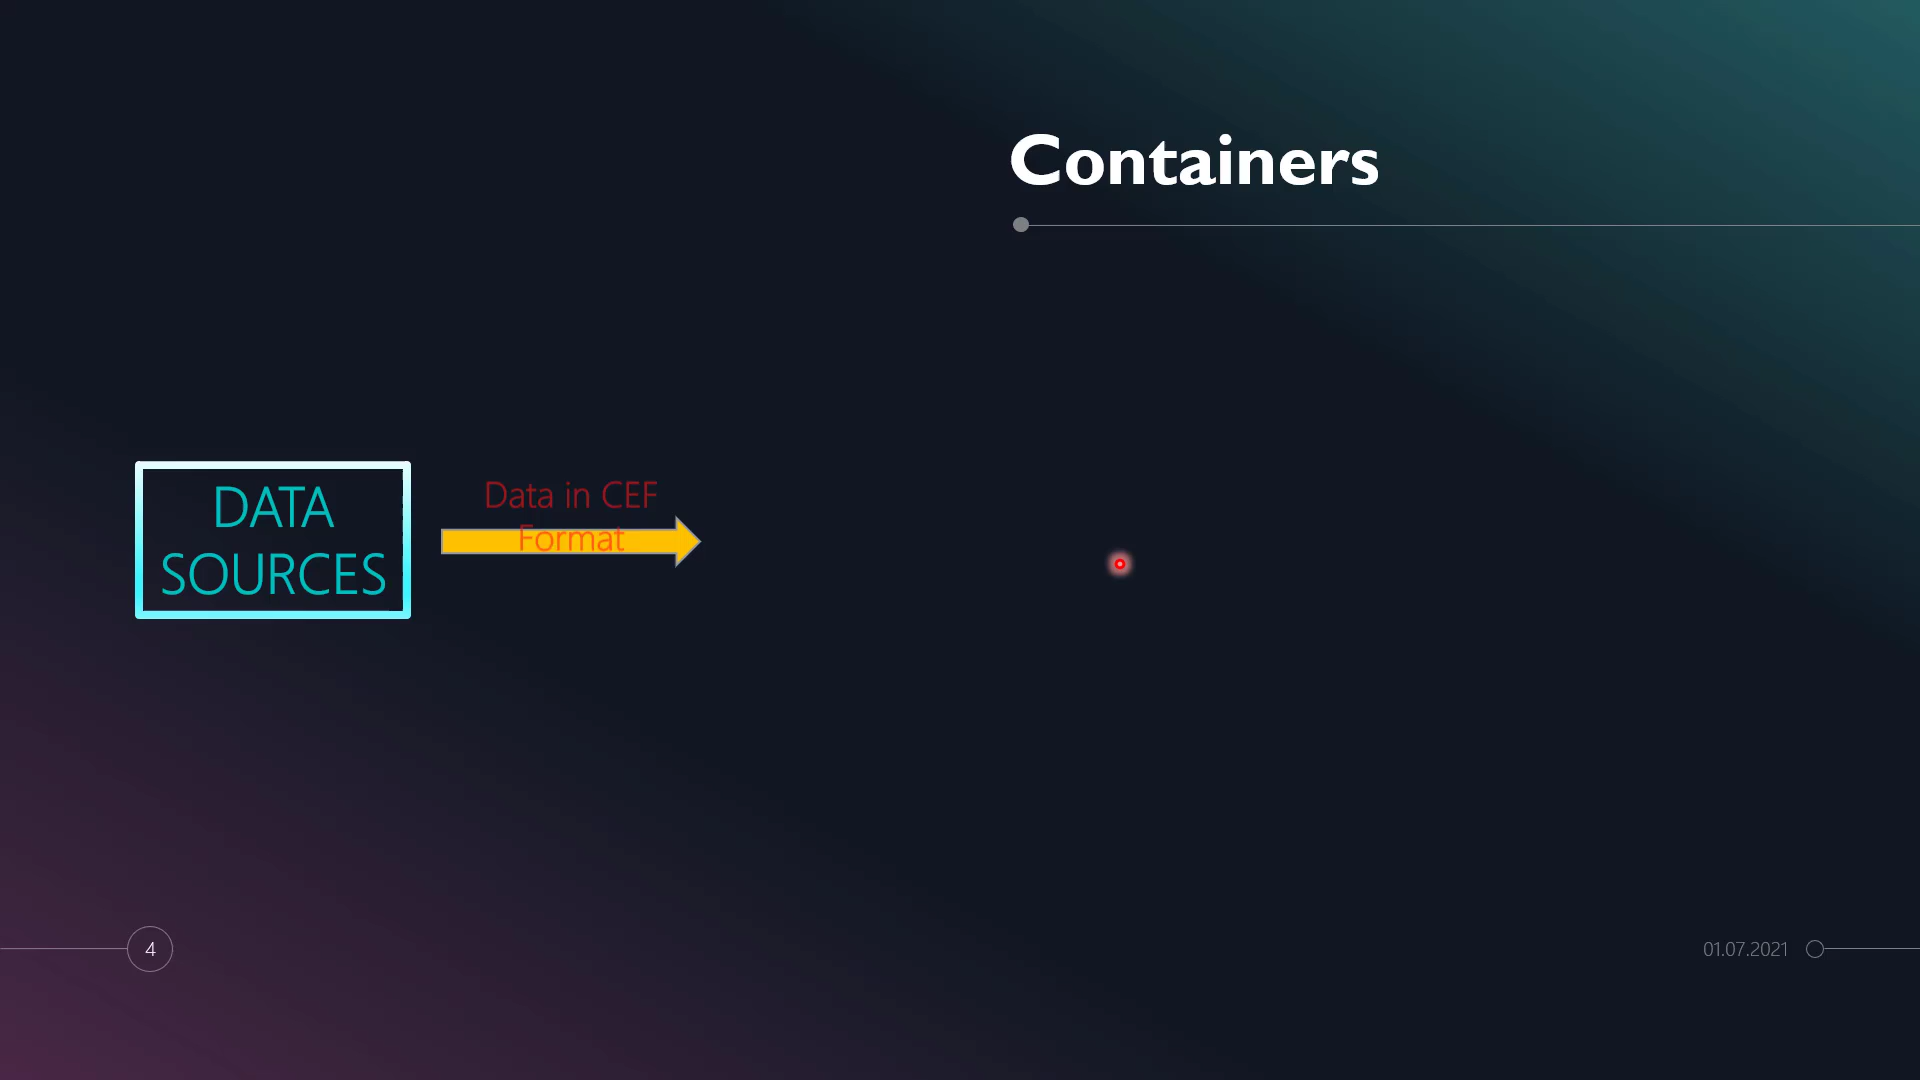 Containers
DATA
SOURCES
Data in CEF
Format
4
01.07.2021